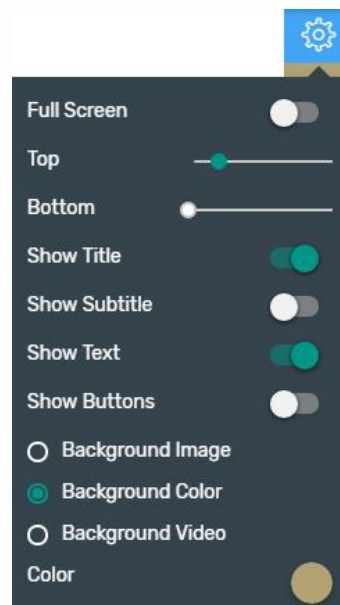 Full Screen
Top
Bottom
Show Title
Show Subtitle
Show Text
Show Buttons
Background Image
Background Color
Background Video
Color